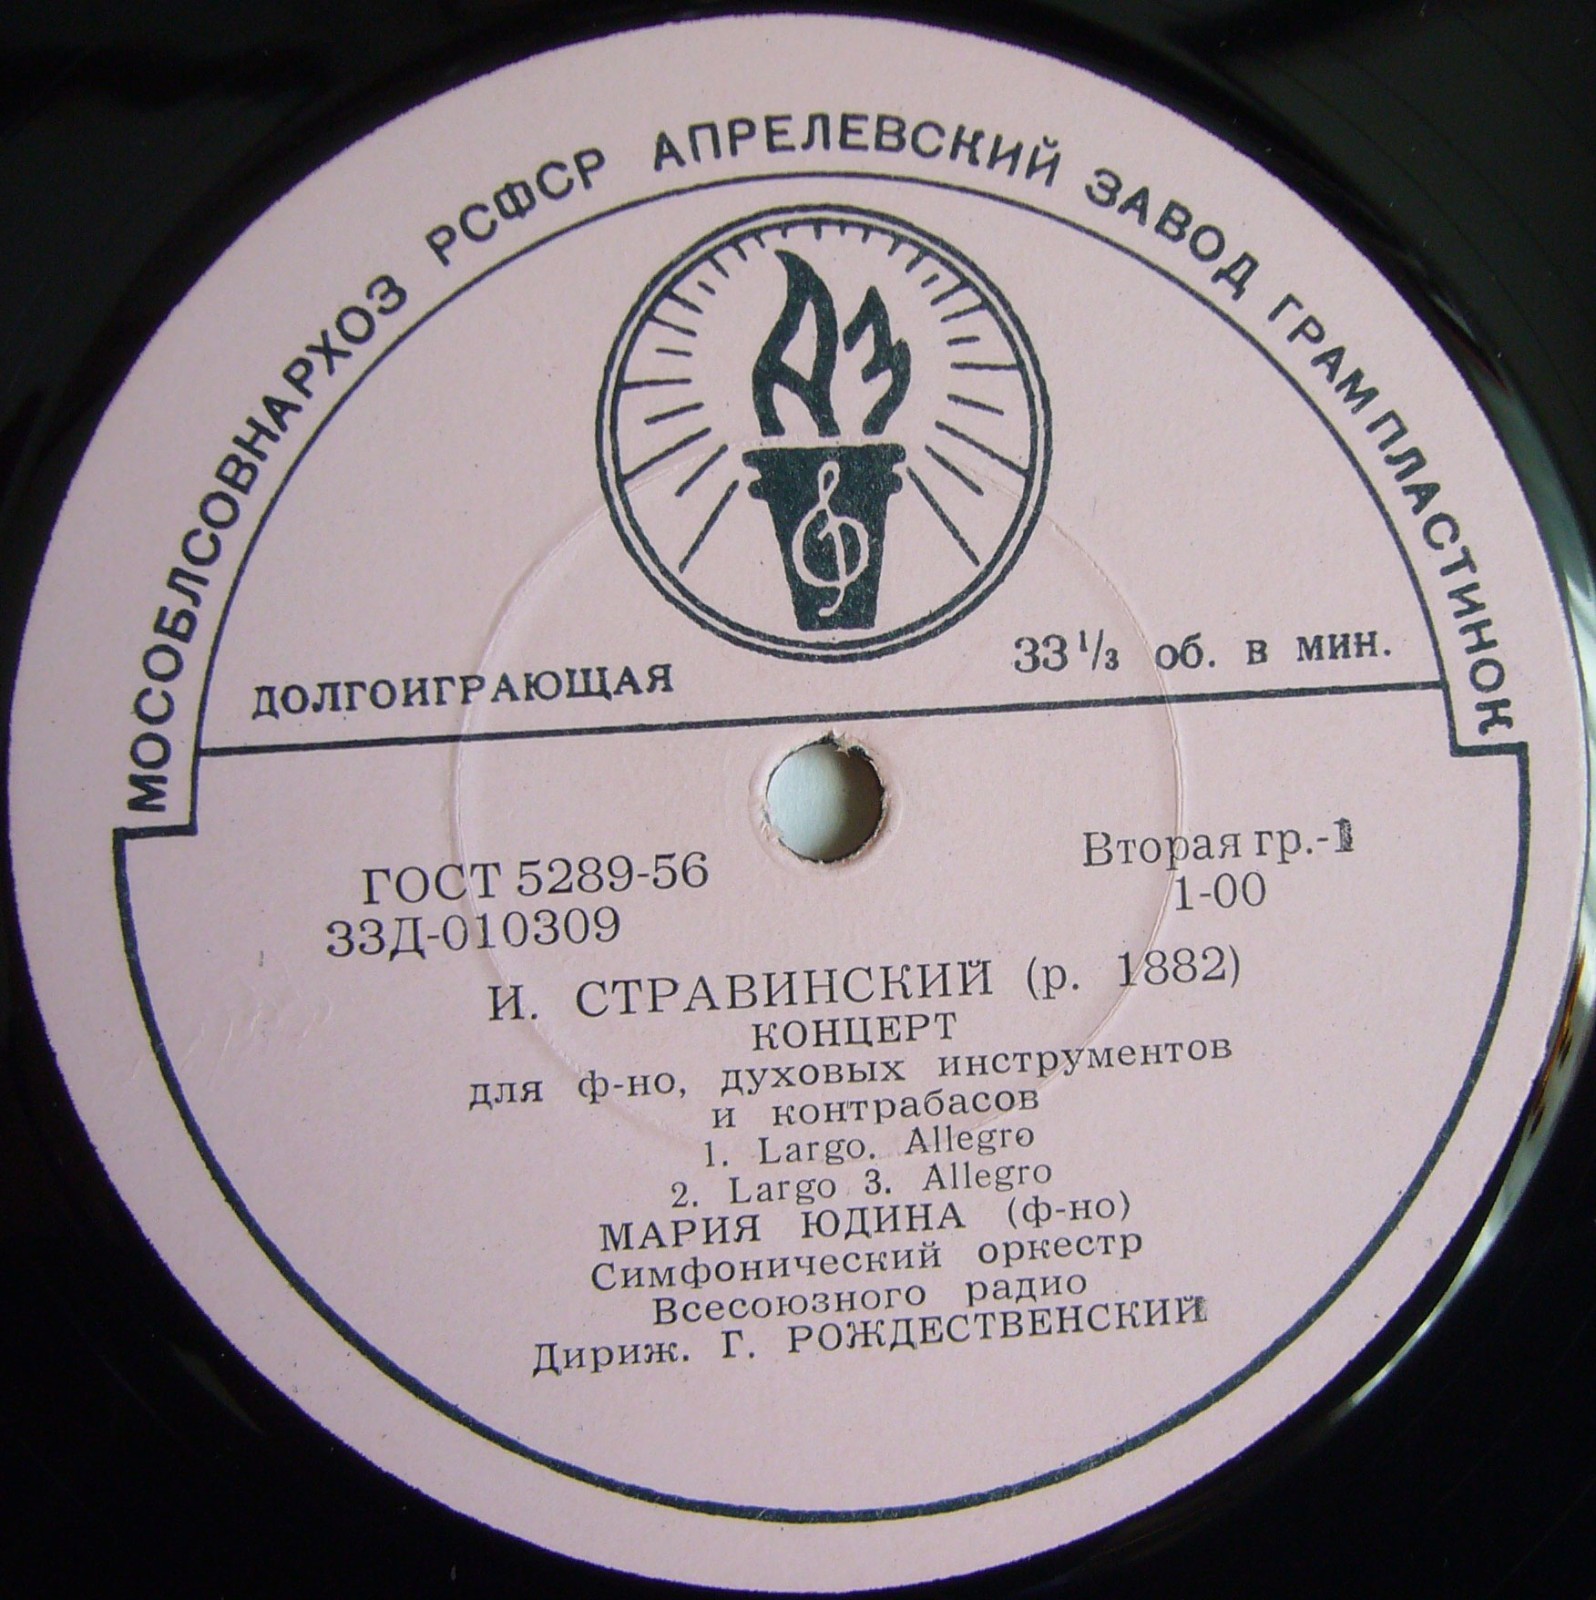 МОСОБЛСОВНАРХОЗ РСФСР АПРЕЛЕВСКИЙ ЗАВОД ГРАМПЛАСТИНОК
АЗ
ДОЛГОИГРАЮЩАЯ
33 1/3 об. в мин.
ГОСТ 5289-56
33Д-010309
Вторая гр.-1
1-00
И. СТРАВИНСКИЙ (р. 1882)
КОНЦЕРТ
для ф-но, духовых инструментов
и контрабасов
1. Largo. Allegro
2. Largo 3. Allegro
МАРИЯ ЮДИНА (ф-но)
Симфонический оркестр
Всесоюзного радио
Дириж. Г. РОЖДЕСТВЕНСКИЙ